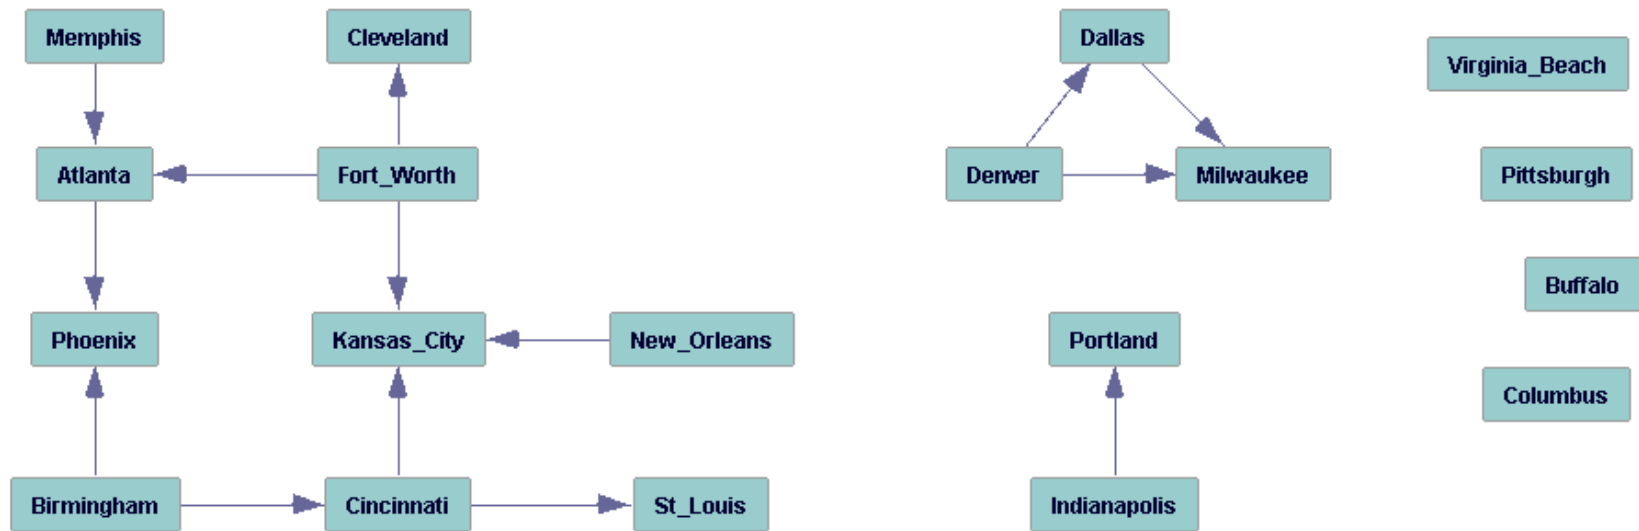 Memphis
Cleveland
Dallas
Virginia_Beach
Atlanta
Fort_Worth
Denver
Milwaukee
Pittsburgh
Buffalo
Phoenix
Kansas_City
New_Orleans
Portland
Columbus
Birmingham
Cincinnati
St_Louis
Indianapolis